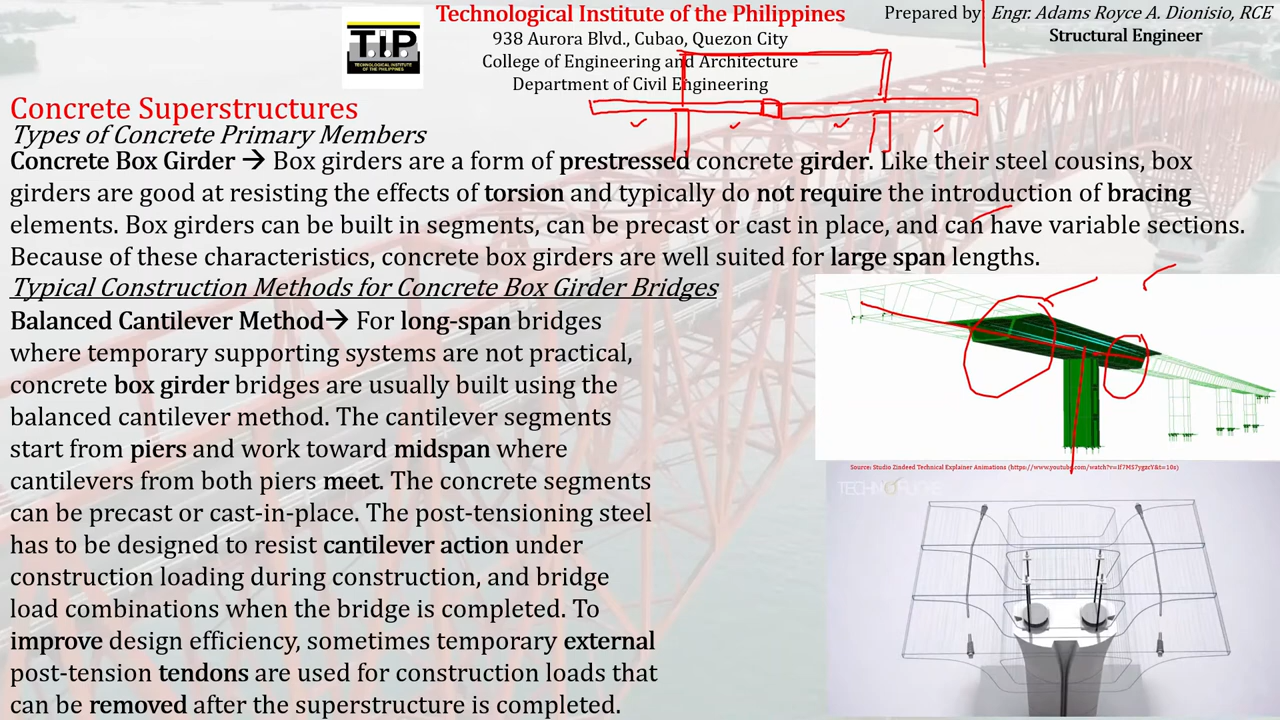 Technological Institute of the Philippines
938 Aurora Blvd., Cubao, Quezon City
College of Engineering and Architecture
Department of Civil Engineering
Prepared by Engr. Adams Royce A. Dionisio, RCE
Structural Engineer
TiP
TECHNOLOGICAL INSTITUTE
OF THE PHILIPPINES
Concrete Superstructures
Types of Concrete Primary Members
Concrete Box Girder → Box girders are a form of prestressed concrete girder. Like their steel cousins, box
girders are good at resisting the effects of torsion and typically do not require the introduction of bracing
elements. Box girders can be built in segments, can be precast or cast in place, and can have variable sections.
Because of these characteristics, concrete box girders are well suited for large span lengths.
Typical Construction Methods for Concrete Box Girder Bridges
Balanced Cantilever Method→ For long-span bridges
where temporary supporting systems are not practical,
concrete box girder bridges are usually built using the
balanced cantilever method. The cantilever segments
start from piers and work toward midspan where
cantilevers from both piers meet. The concrete segments
can be precast or cast-in-place. The post-tensioning steel
has to be designed to resist cantilever action under
construction loading during construction, and bridge
load combinations when the bridge is completed. To
improve design efficiency, sometimes temporary external
post-tension tendons are used for construction loads that
can be removed after the superstructure is completed.
Source: Studio Zindeed Technical Explainer Animations